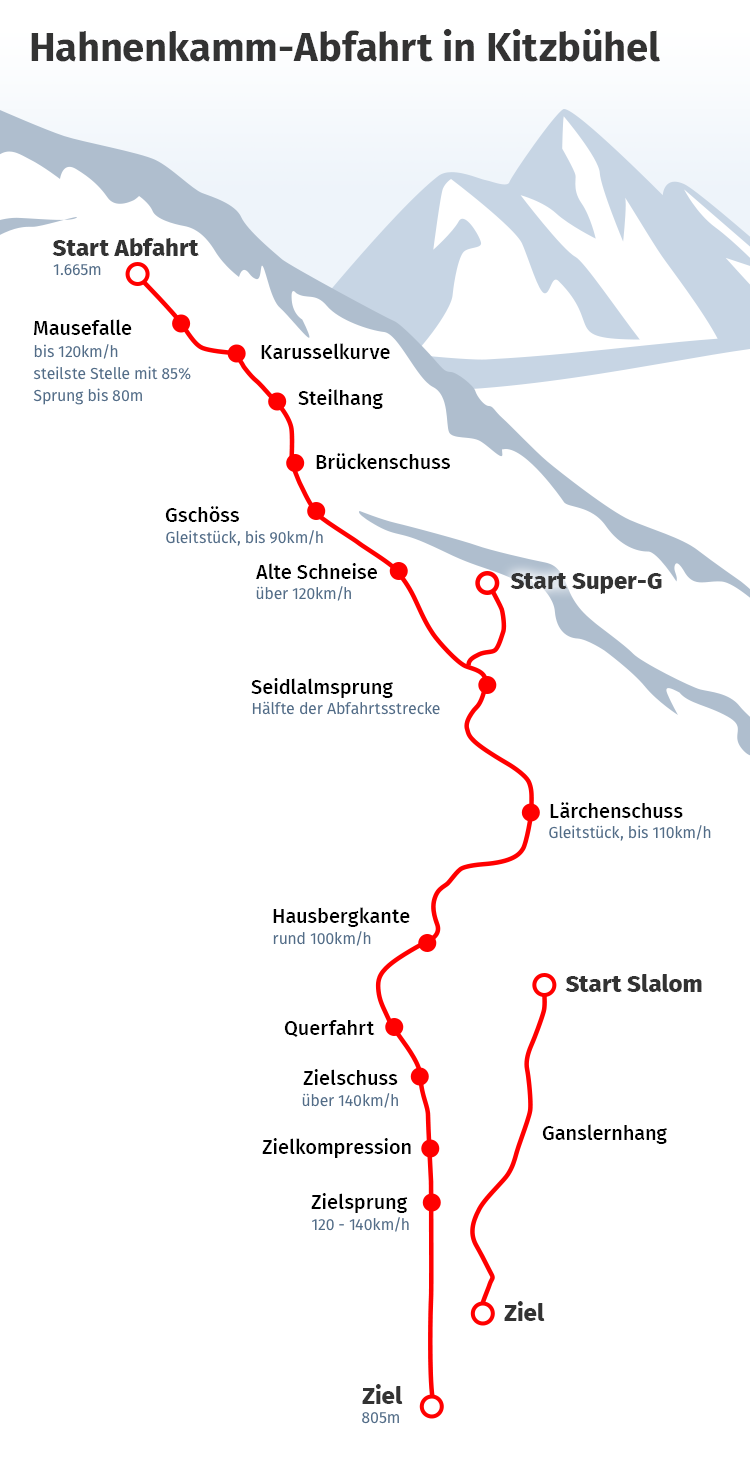 Hahnenkamm-Abfahrt in Kitzbühel
Start Abfahrt
1.665m
Mausefalle
bis 120km/h
steilste Stelle mit 85%
Sprung bis 80m
Karusselkurve
Steilhang
Brückenschuss
Gschöss
Gleitstück, bis 90km/h
Alte Schneise
über 120km/h
Start Super-G
Seidlalmsprung
Hälfte der Abfahrtsstrecke
Lärchenschuss
Gleitstück, bis 110km/h
Hausbergkante
rund 100km/h
Start Slalom
Querfahrt
Zielschuss
über 140km/h
Ganslernhang
Zielkompression
Zielsprung
120 - 140km/h
Ziel
Ziel
805m